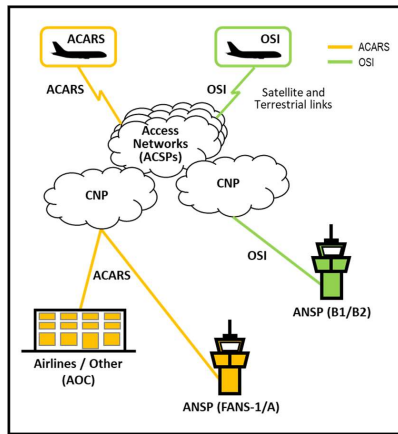 ACARS
OSI
ACARS
OSI
ACARS
OSI
Satellite and
Terrestrial links
Access
Networks
(ACSPs)
CNP
CNP
ACARS
OSI
ANSP (B1/B2)
Airlines / Other
(AOC)
ANSP (FANS-1/A)